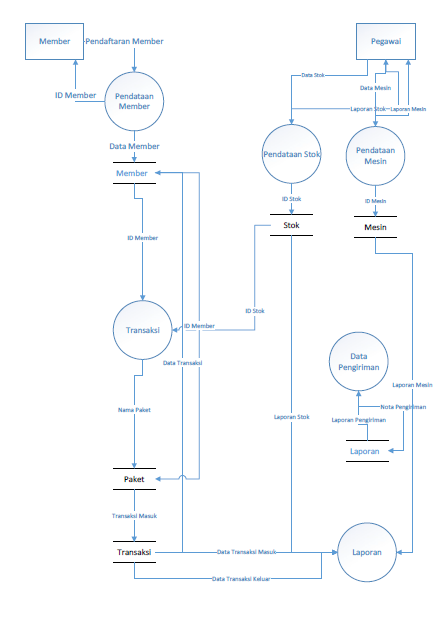 Member
Pendaftaran Member
Pegawai
Data Stok
Data Mesin
ID Member
Pendataan
Member
Laporan Stok
Laporan Mesin
Data Member
Pendataan Stok
Pendataan
Mesin
Member
ID Stok
ID Mesin
Stok
Mesin
ID Member
ID Stok
Transaksi
ID Member
Data Transaksi
Data
Pengiriman
Laporan Mesin
Nama Paket
Nota Pengiriman
Laporan Stok
Laporan Pengiriman
Laporan
Paket
Transaksi Masuk
Transaksi
Data Transaksi Masuk
Laporan
Data Transaksi Keluar